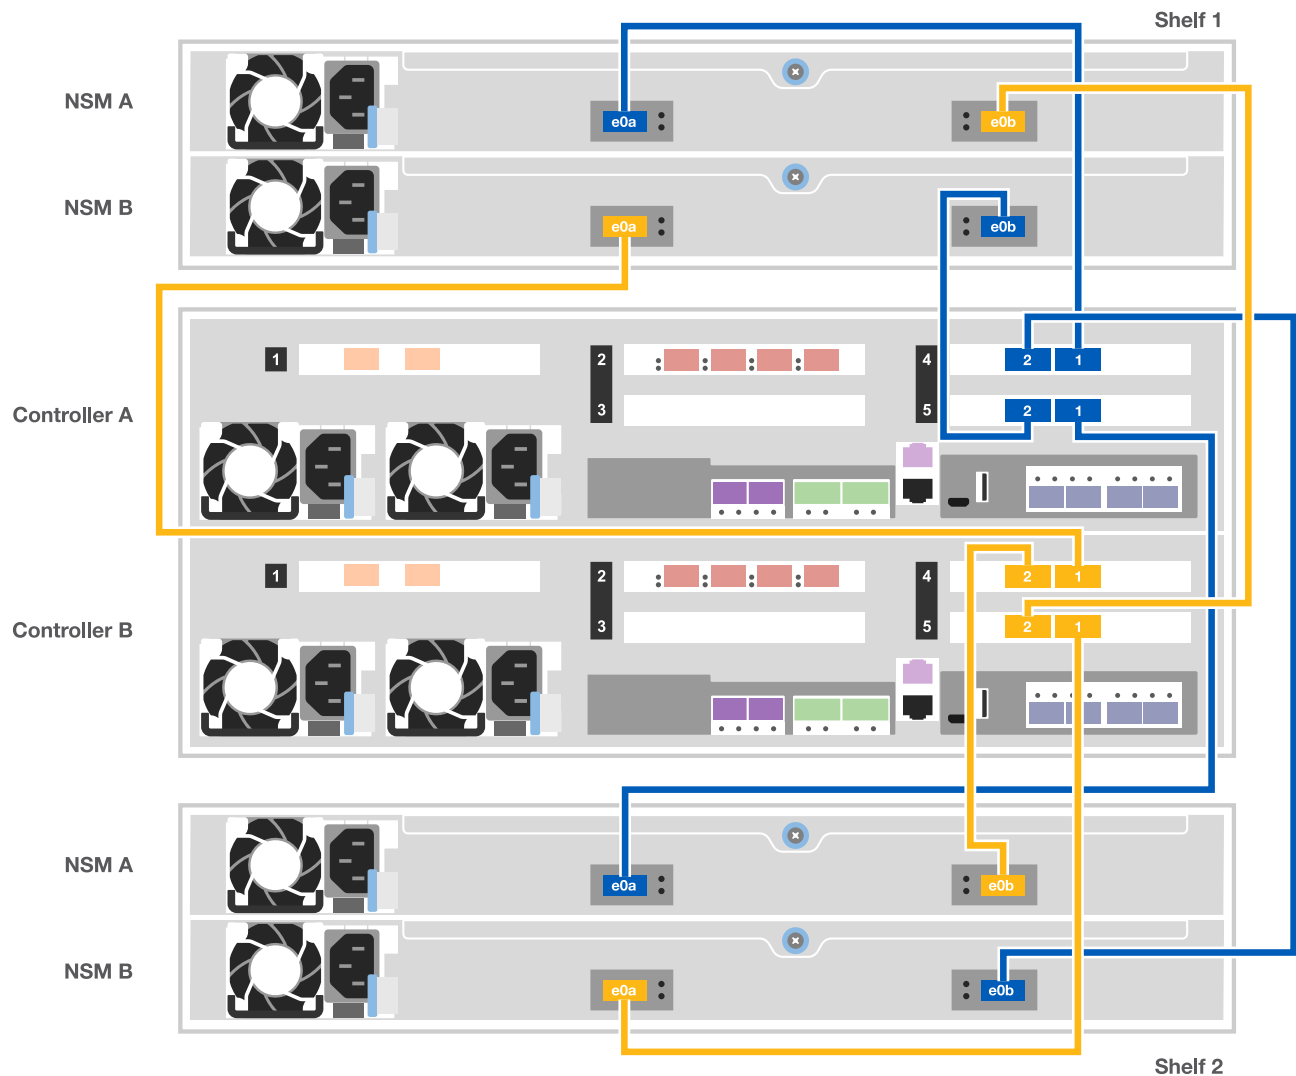 Shelf 1
NSM A
e0a
e0b
NSM B
e0a
e0b
Controller A
1
2
3
4
5
2 1
2 1
Controller B
1
2
3
4
5
2 1
2 1
NSM A
e0a
e0b
NSM B
e0a
e0b
Shelf 2